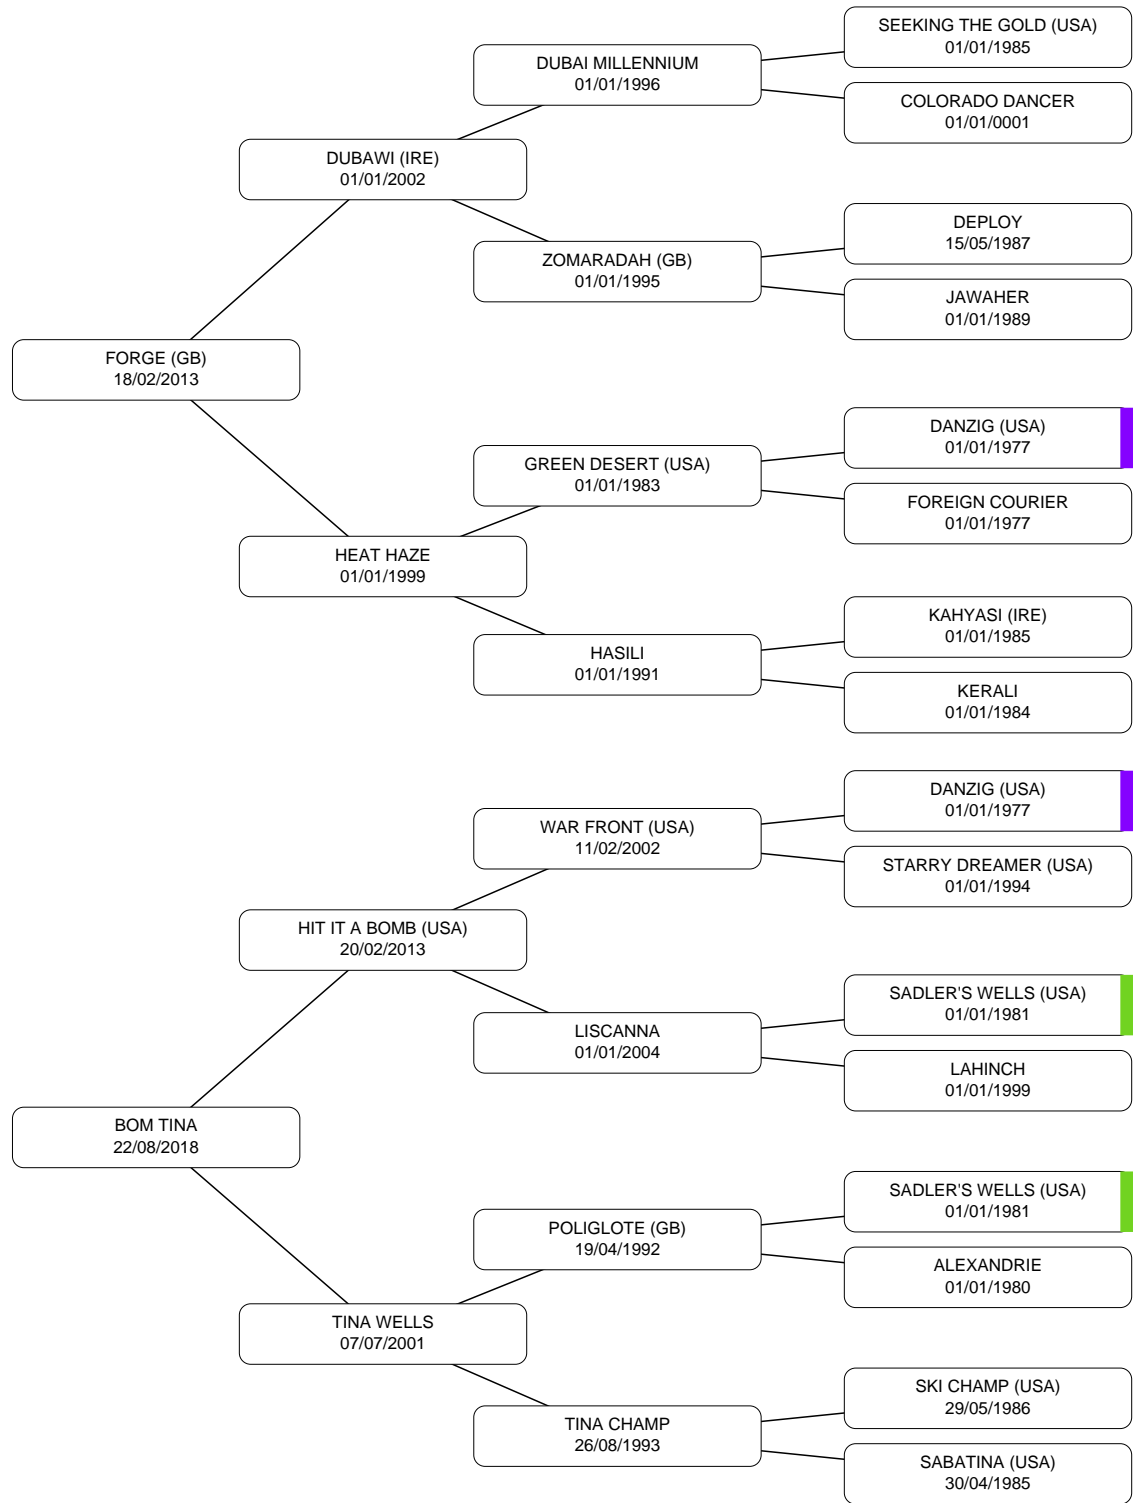 SEEKING THE GOLD (USA)
01/01/1985
DUBAI MILLENNIUM
01/01/1996
COLORADO DANCER
01/01/0001
DUBAWI (IRE)
01/01/2002
DEPLOY
15/05/1987
ZOMARADAH (GB)
01/01/1995
JAWAHER
01/01/1989
FORGE (GB)
18/02/2013
DANZIG (USA)
01/01/1977
GREEN DESERT (USA)
01/01/1983
FOREIGN COURIER
01/01/1977
HEAT HAZE
01/01/1999
KAHYASI (IRE)
01/01/1985
HASILI
01/01/1991
KERALI
01/01/1984
DANZIG (USA)
01/01/1977
WAR FRONT (USA)
11/02/2002
STARRY DREAMER (USA)
01/01/1994
HIT IT A BOMB (USA)
20/02/2013
SADLER'S WELLS (USA)
01/01/1981
LISCANNA
01/01/2004
LAHINCH
01/01/1999
BOM TINA
22/08/2018
SADLER'S WELLS (USA)
01/01/1981
POLIGLOTE (GB)
19/04/1992
ALEXANDRIE
01/01/1980
TINA WELLS
07/07/2001
SKI CHAMP (USA)
29/05/1986
TINA CHAMP
26/08/1993
SABATINA (USA)
30/04/1985